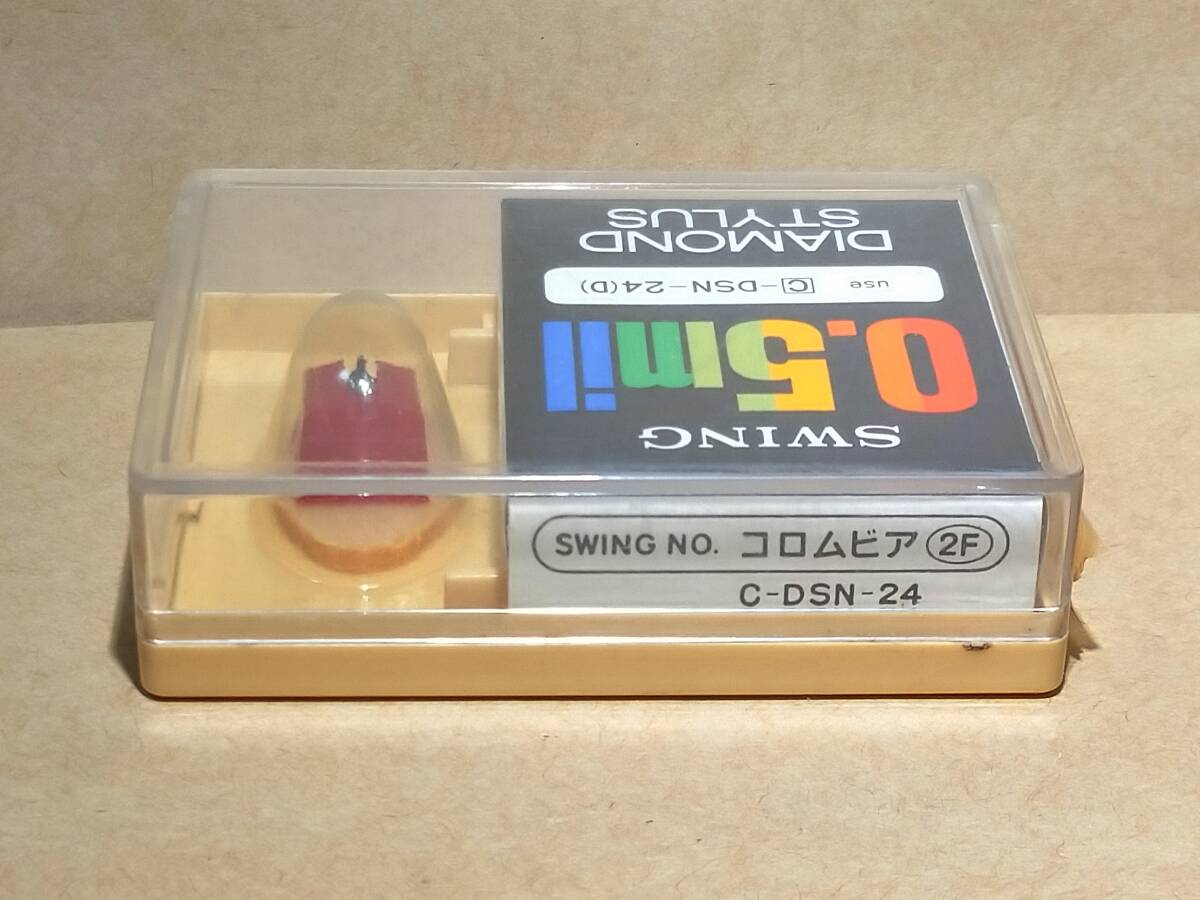 SWING
0.5mil
use C-DSN-24(D)
DIAMOND
STYLUS
SWING NO. コロムビア 2F
C-DSN-24